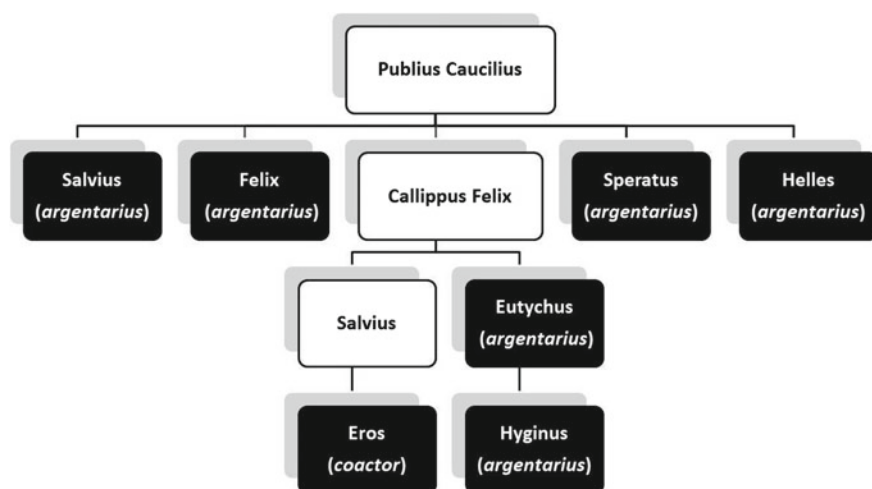 Publius Caucilius
Salvius
(argentarius)
Felix
(argentarius)
Callippus Felix
Speratus
(argentarius)
Helles
(argentarius)
Salvius
Eutychus
(argentarius)
Eros
(coactor)
Hyginus
(argentarius)